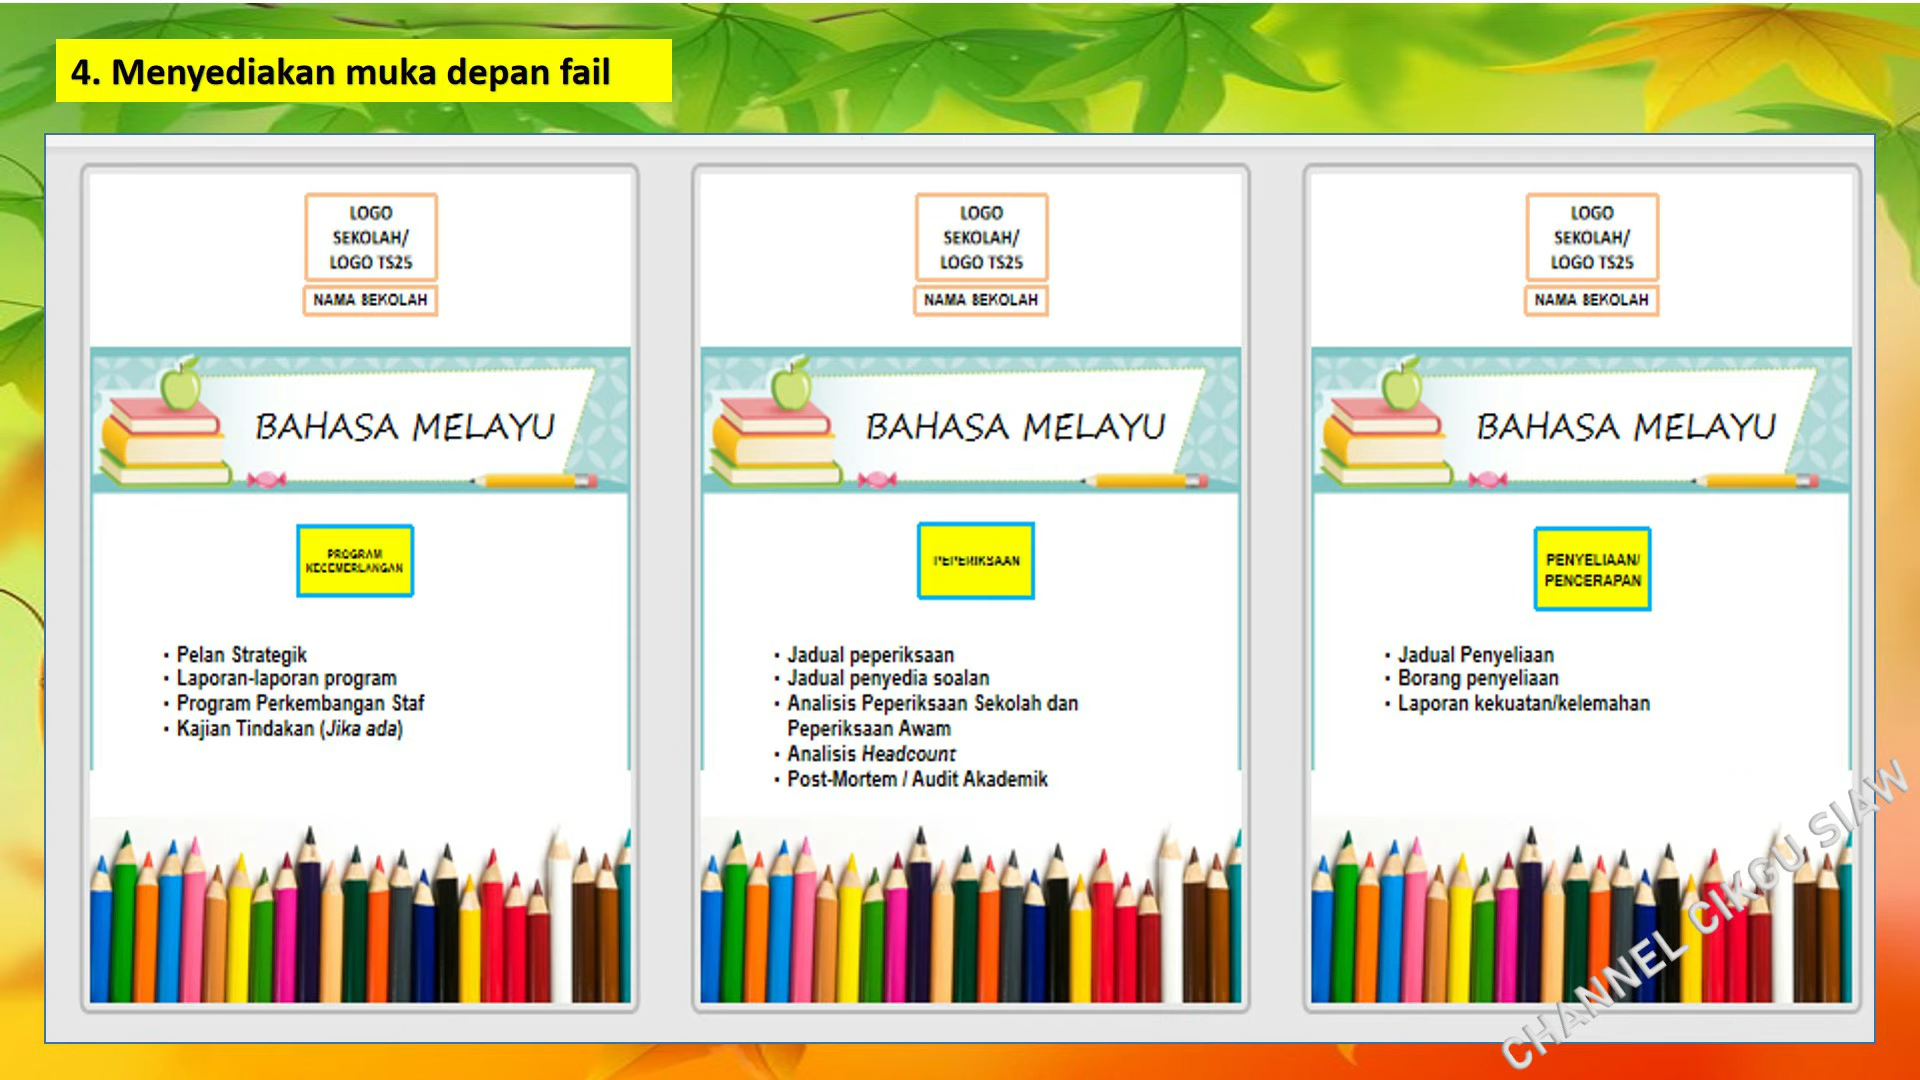 4. Menyediakan muka depan fail
LOGO
SEKOLAH/
LOGO TS25
NAMA SEKOLAH
BAHASA MELAYU
PROGRAM
KECEMERLANGAN
• Pelan Strategik
• Laporan-laporan program
• Program Perkembangan Staf
• Kajian Tindakan (Jika ada)
LOGO
SEKOLAH/
LOGO TS25
NAMA SEKOLAH
BAHASA MELAYU
PEPERIKSAAN
• Jadual peperiksaan
• Jadual penyedia soalan
• Analisis Peperiksaan Sekolah dan
Peperiksaan Awam
• Analisis Headcount
• Post-Mortem / Audit Akademik
LOGO
SEKOLAH/
LOGO TS25
NAMA SEKOLAH
BAHASA MELAYU
PENYELIAAN/
PENCERAPAN
• Jadual Penyeliaan
• Borang penyeliaan
• Laporan kekuatan/kelemahan
CHANNEL CIKGU SIAW